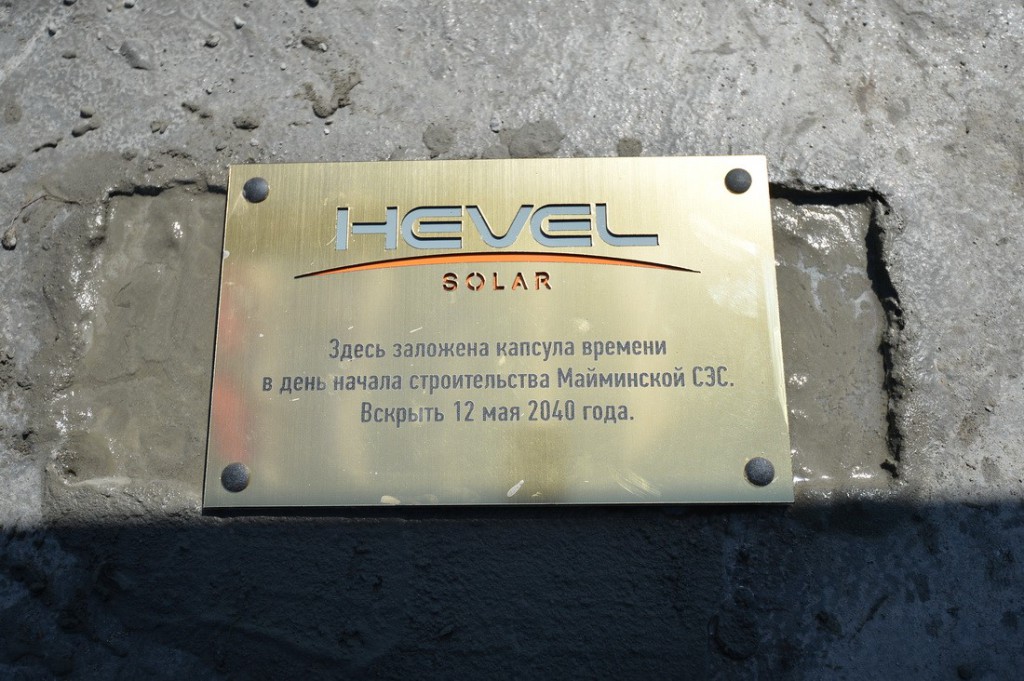 HEVEL
SOLAR
Здесь заложена капсула времени
в день начала строительства Майминской СЭС.
Вскрыть 12 мая 2040 года.